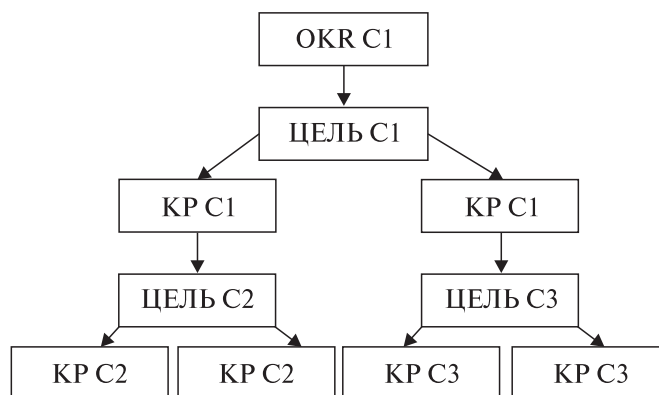 OKR C1
ЦЕЛЬ С1
КР С1
КР С1
ЦЕЛЬ С2
ЦЕЛЬ С3
КР С2
КР С2
КР С3
КР С3